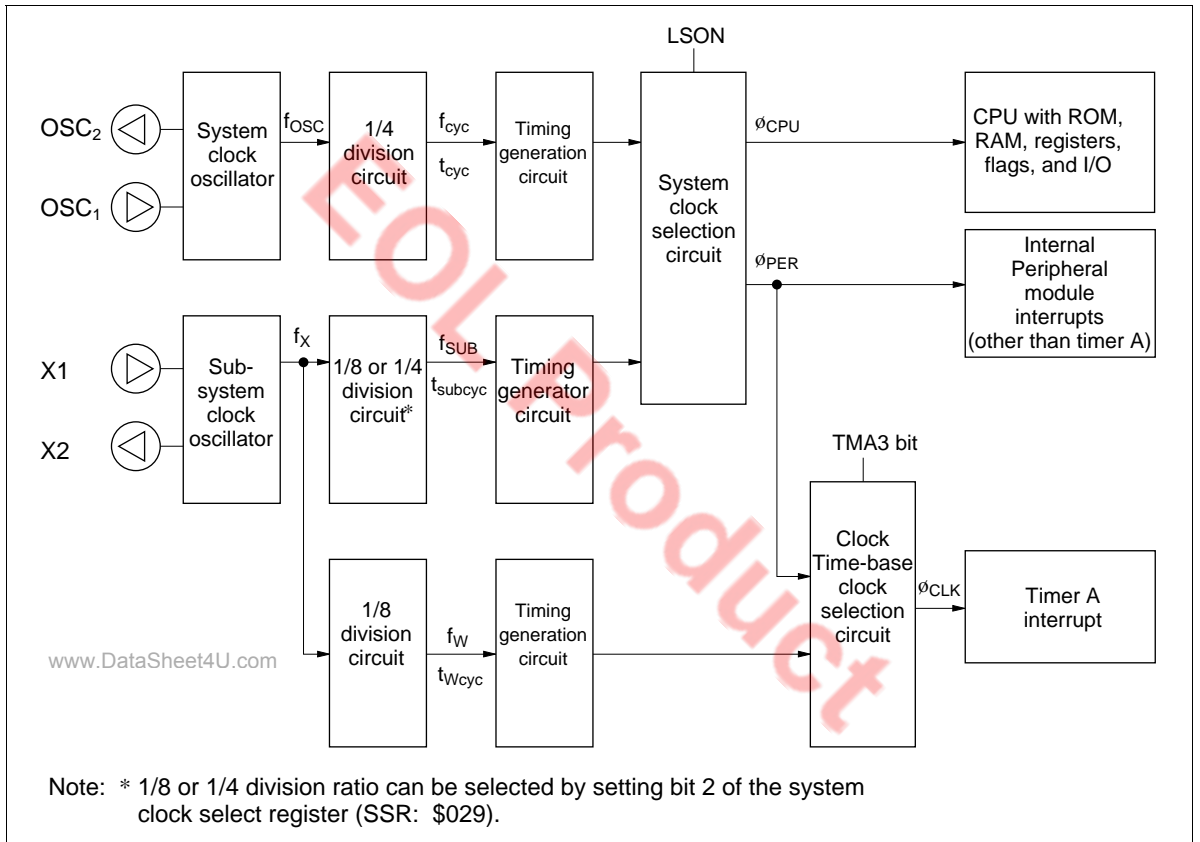 LSON
OSC2
OSC1
System
clock
oscillator
fOSC
1/4
division
circuit
fcyc
tcyc
Timing
generation
circuit
System
clock
selection
circuit
øCPU
CPU with ROM,
RAM, registers,
flags, and I/O
øPER
Internal
Peripheral
module
interrupts
(other than timer A)
X1
X2
Sub-
system
clock
oscillator
fX
1/8 or 1/4
division
circuit*
fSUB
tsubcyc
Timing
generator
circuit
TMA3 bit
1/8
division
circuit
fW
tWcyc
Timing
generation
circuit
Clock
Time-base
clock
selection
circuit
øCLK
Timer A
interrupt
EOL Product
www.DataSheet4U.com
Note: * 1/8 or 1/4 division ratio can be selected by setting bit 2 of the system
clock select register (SSR: $029).